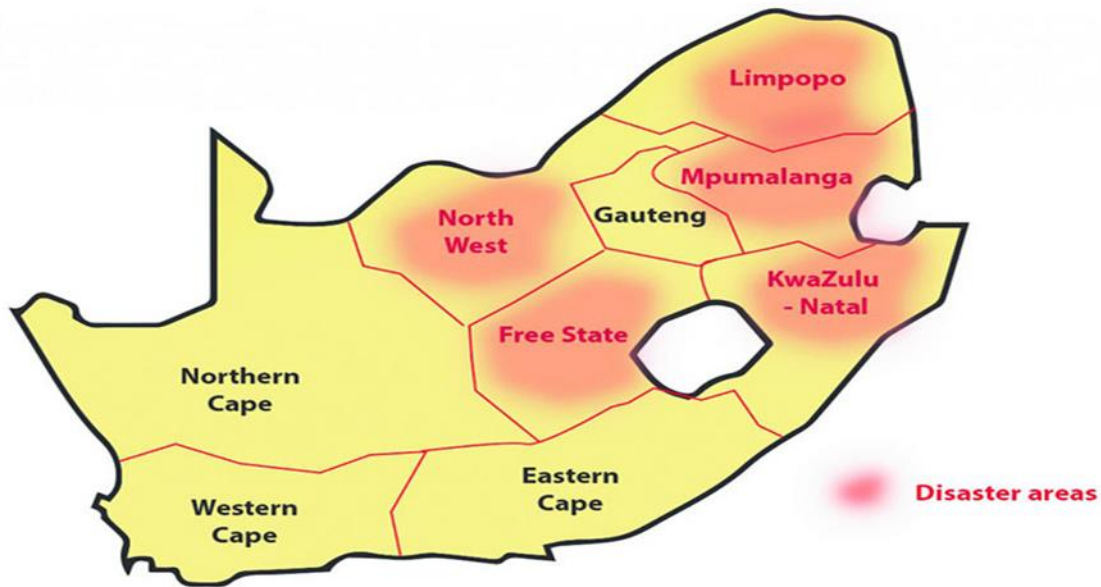 Limpopo
Mpumalanga
North
West
Gauteng
KwaZulu
- Natal
Free State
Northern
Cape
Eastern
Cape
Western
Cape
Disaster areas